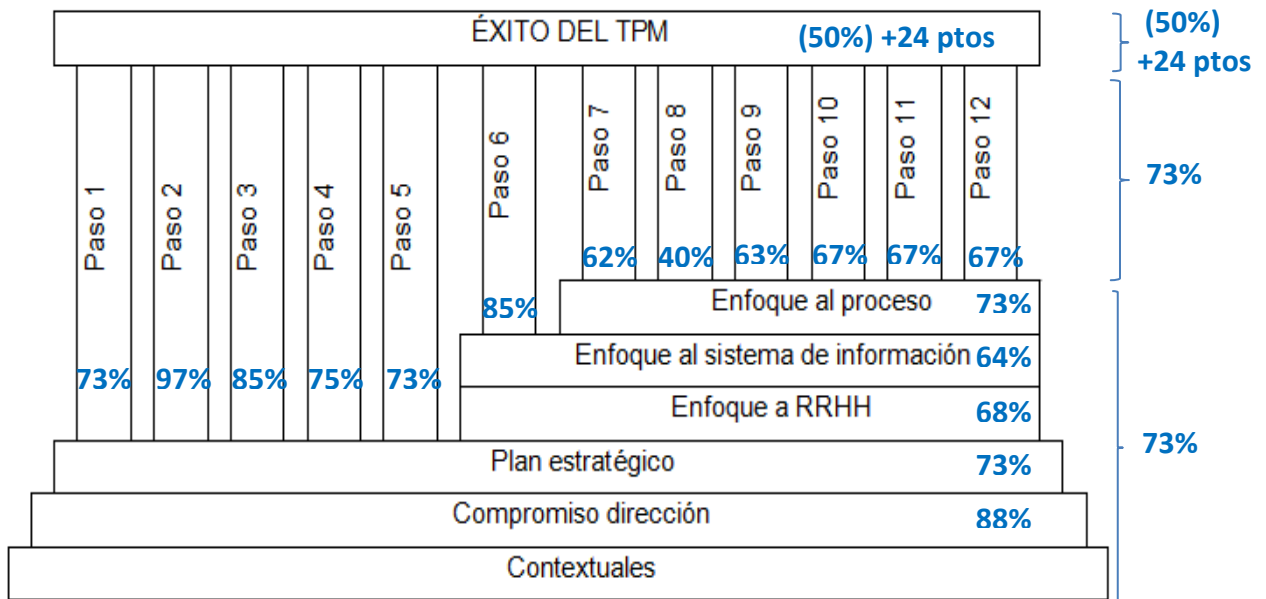 ÉXITO DEL TPM (50%) +24 ptos
(50%)
+24 ptos
Paso 1
Paso 2
Paso 3
Paso 4
Paso 5
Paso 6
Paso 7
Paso 8
Paso 9
Paso 10
Paso 11
Paso 12
73%
62% 40% 63% 67% 67% 67%
Enfoque al proceso 73%
85%
Enfoque al sistema de información 64%
73% 97% 85% 75% 73%
Enfoque a RRHH 68%
73%
Plan estratégico 73%
Compromiso dirección 88%
Contextuales